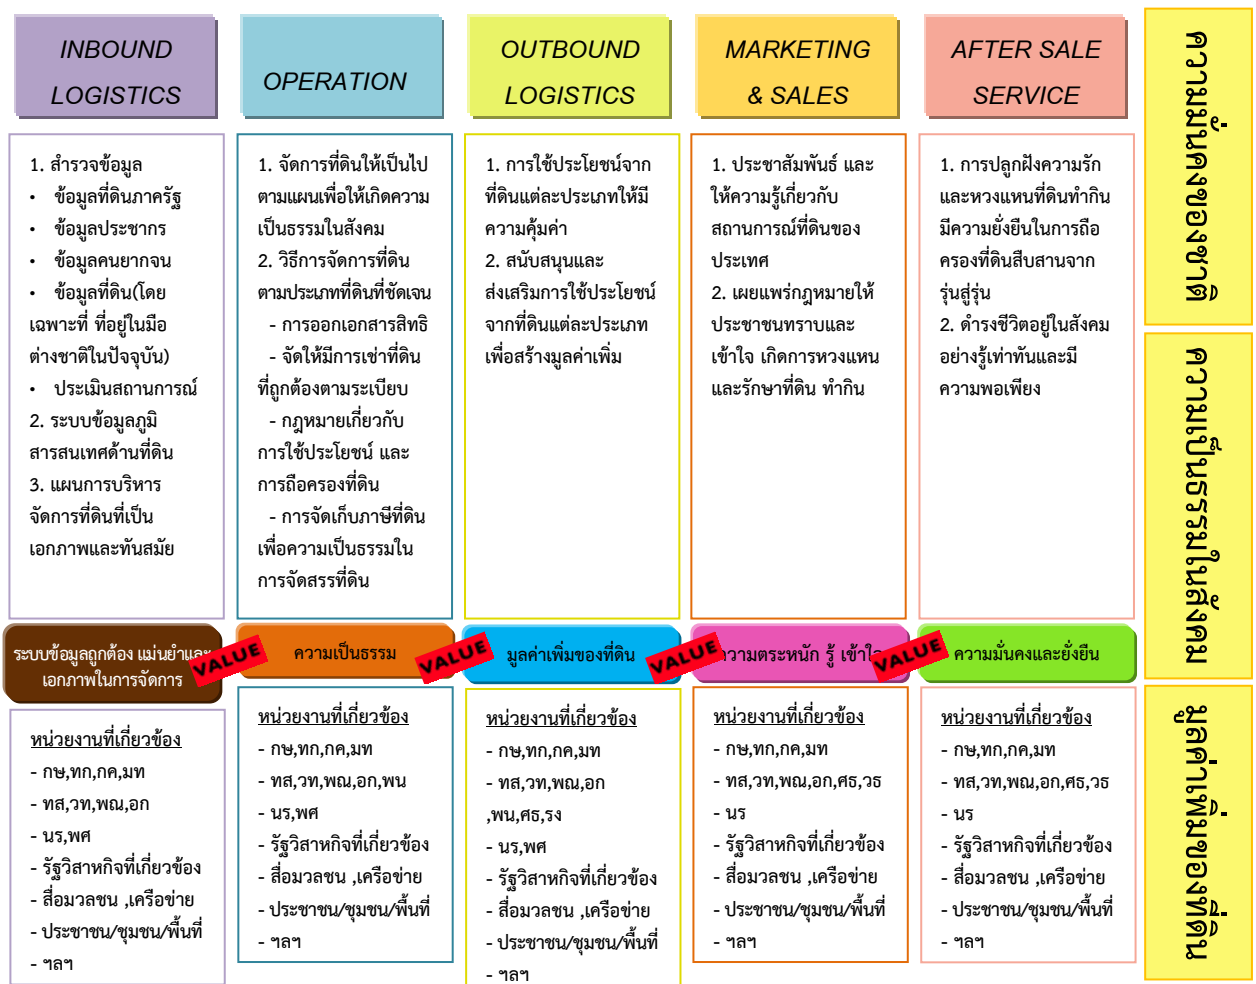 INBOUND
LOGISTICS
OPERATION
OUTBOUND
LOGISTICS
MARKETING
& SALES
AFTER SALE
SERVICE
1. สำรวจข้อมูล
• ข้อมูลที่ดินภาครัฐ
• ข้อมูลประชากร
• ข้อมูลคนยากจน
• ข้อมูลที่ดิน(โดย
เฉพาะที่ ที่อยู่ในมือ
ต่างชาติในปัจจุบัน)
• ประเมินสถานการณ์
2. ระบบข้อมูลภูมิ
สารสนเทศด้านที่ดิน
3. แผนการบริหาร
จัดการที่ดินที่เป็น
เอกภาพและทันสมัย
1. จัดการที่ดินให้เป็นไป
ตามแผนเพื่อให้เกิดความ
เป็นธรรมในสังคม
2. วิธีการจัดการที่ดิน
ตามประเภทที่ดินที่ชัดเจน
- การออกเอกสารสิทธิ
- จัดให้มีการเช่าที่ดิน
ที่ถูกต้องตามระเบียบ
- กฎหมายเกี่ยวกับ
การใช้ประโยชน์ และ
การถือครองที่ดิน
- การจัดเก็บภาษีที่ดิน
เพื่อความเป็นธรรมใน
การจัดสรรที่ดิน
1. การใช้ประโยชน์จาก
ที่ดินแต่ละประเภทให้มี
ความคุ้มค่า
2. สนับสนุนและ
ส่งเสริมการใช้ประโยชน์
จากที่ดินแต่ละประเภท
เพื่อสร้างมูลค่าเพิ่ม
1. ประชาสัมพันธ์ และ
ให้ความรู้เกี่ยวกับ
สถานการณ์ที่ดินของ
ประเทศ
2. เผยแพร่กฎหมายให้
ประชาชนทราบและ
เข้าใจ เกิดการหวงแหน
และรักษาที่ดิน ทำกิน
1. การปลูกฝังความรัก
และหวงแหนที่ดินทำกิน
มีความยั่งยืนในการถือ
ครองที่ดินสืบสานจาก
รุ่นสู่รุ่น
2. ดำรงชีวิตอยู่ในสังคม
อย่างรู้เท่าทันและมี
ความพอเพียง
ระบบข้อมูลถูกต้อง แม่นยำและ
เอกภาพในการจัดการ
VALUE
ความเป็นธรรม
VALUE
มูลค่าเพิ่มของที่ดิน
VALUE
ความตระหนัก รู้ เข้าใจ
VALUE
ความมั่นคงและยั่งยืน
หน่วยงานที่เกี่ยวข้อง
- กษ,ทก,กค,มท
- ทส,วท,พณ,อก
- นร,พศ
- รัฐวิสาหกิจที่เกี่ยวข้อง
- สื่อมวลชน ,เครือข่าย
- ประชาชน/ชุมชน/พื้นที่
- ฯลฯ
หน่วยงานที่เกี่ยวข้อง
- กษ,ทก,กค,มท
- ทส,วท,พณ,อก,พน
- นร,พศ
- รัฐวิสาหกิจที่เกี่ยวข้อง
- สื่อมวลชน ,เครือข่าย
- ประชาชน/ชุมชน/พื้นที่
- ฯลฯ
หน่วยงานที่เกี่ยวข้อง
- กษ,ทก,กค,มท
- ทส,วท,พณ,อก
,พน,ศธ,รง
- นร,พศ
- รัฐวิสาหกิจที่เกี่ยวข้อง
- สื่อมวลชน ,เครือข่าย
- ประชาชน/ชุมชน/พื้นที่
- ฯลฯ
หน่วยงานที่เกี่ยวข้อง
- กษ,ทก,กค,มท
- ทส,วท,พณ,อก,ศธ,วธ
- นร
- รัฐวิสาหกิจที่เกี่ยวข้อง
- สื่อมวลชน ,เครือข่าย
- ประชาชน/ชุมชน/พื้นที่
- ฯลฯ
หน่วยงานที่เกี่ยวข้อง
- กษ,ทก,กค,มท
- ทส,วท,พณ,อก,ศธ,วธ
- นร
- รัฐวิสาหกิจที่เกี่ยวข้อง
- สื่อมวลชน ,เครือข่าย
- ประชาชน/ชุมชน/พื้นที่
- ฯลฯ
ความมั่นคงของชาติ
ความเป็นธรรมในสังคม
มูลค่าเพิ่มของที่ดิน